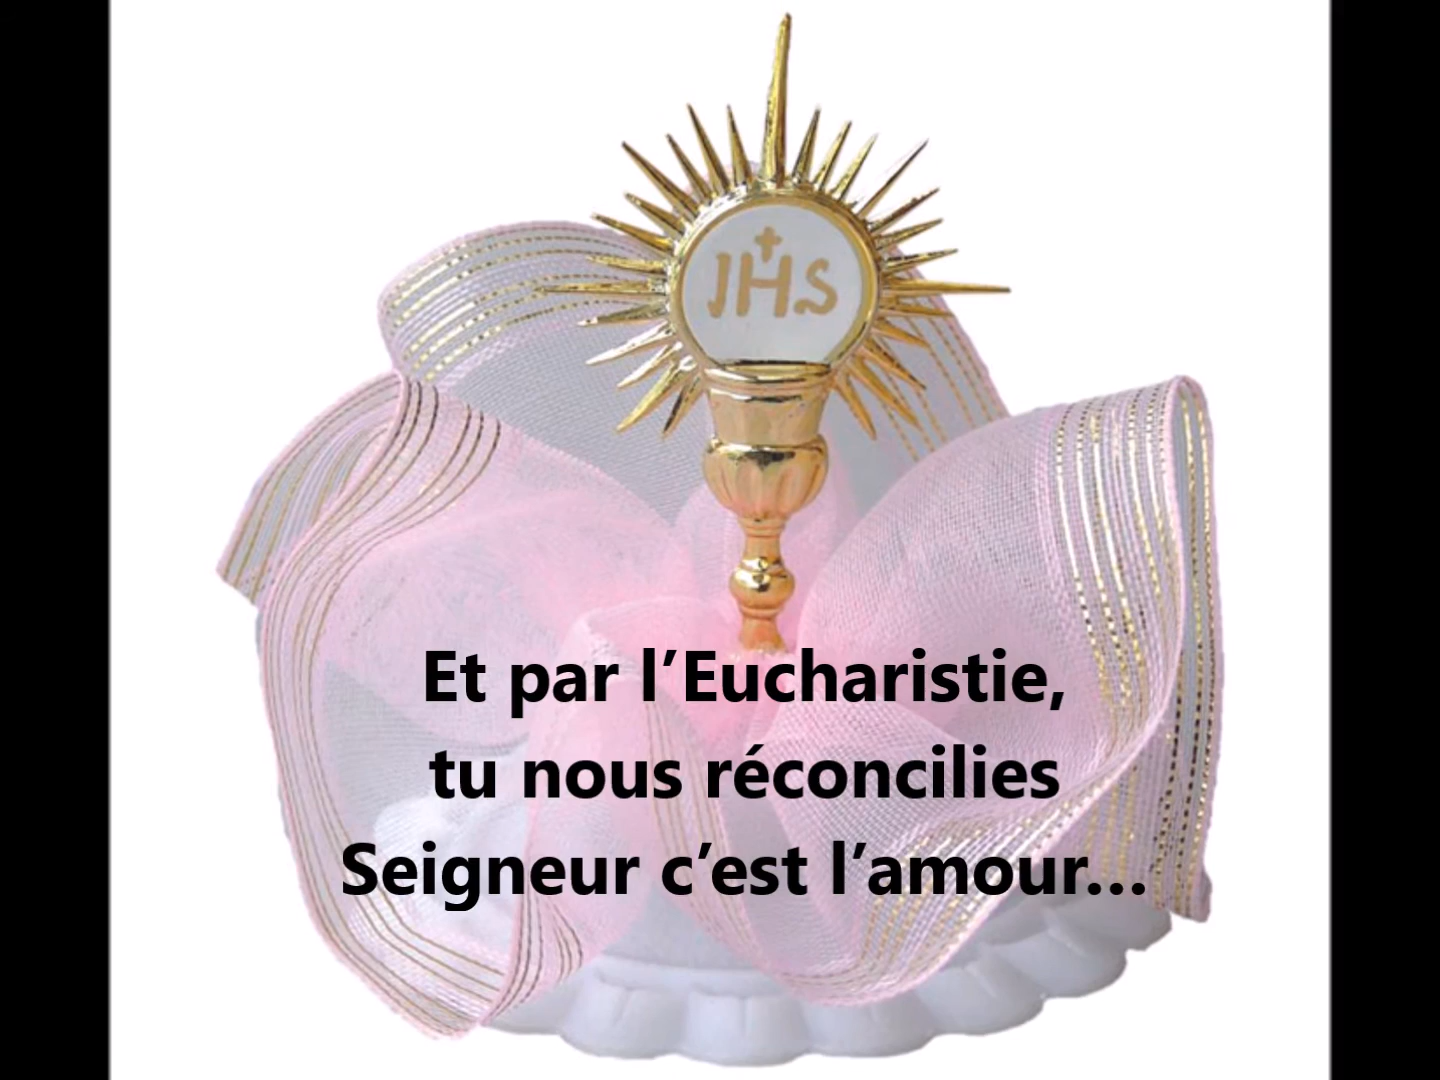 JHS
Et par l’Eucharistie,
tu nous réconcilies
Seigneur c’est l’amour...